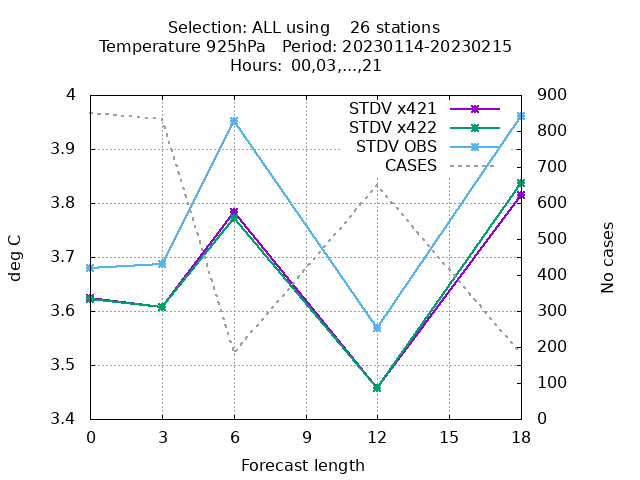 Selection: ALL using    26 stations
Temperature 925hPa   Period: 20230114-20230215
Hours:  00,03,...,21
STDV x421
STDV x422
STDV OBS
CASES
deg C
4
3.9
3.8
3.7
3.6
3.5
3.4
900
800
700
600
500
400
300
200
100
0
No cases
0 3 6 9 12 15 18
Forecast length